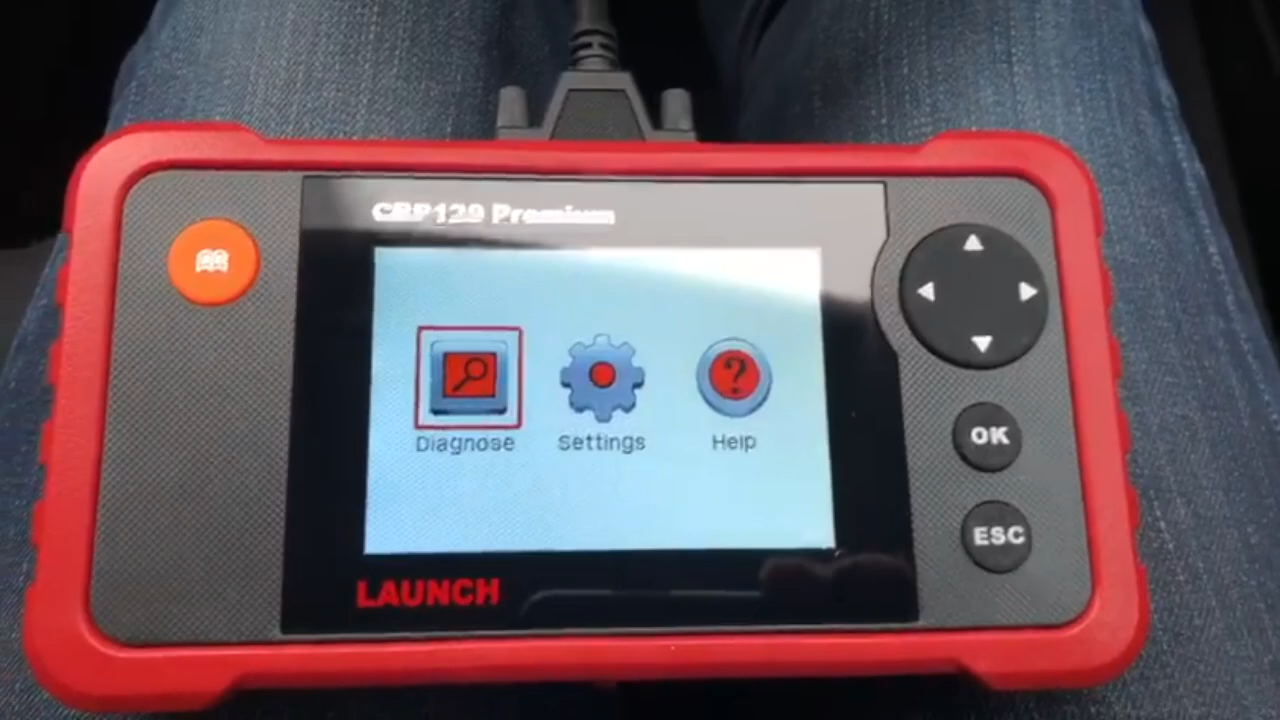 CRP129 Premium
Diagnose
Settings
Help
LAUNCH
OK
ESC